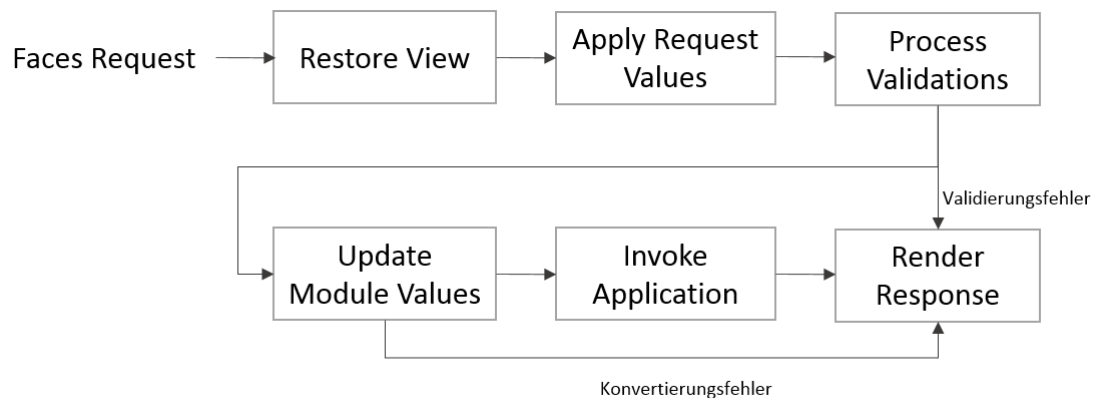 Faces Request
Restore View
Apply Request
Values
Process
Validations
Validierungsfehler
Update
Module Values
Invoke
Application
Render
Response
Konvertierungsfehler